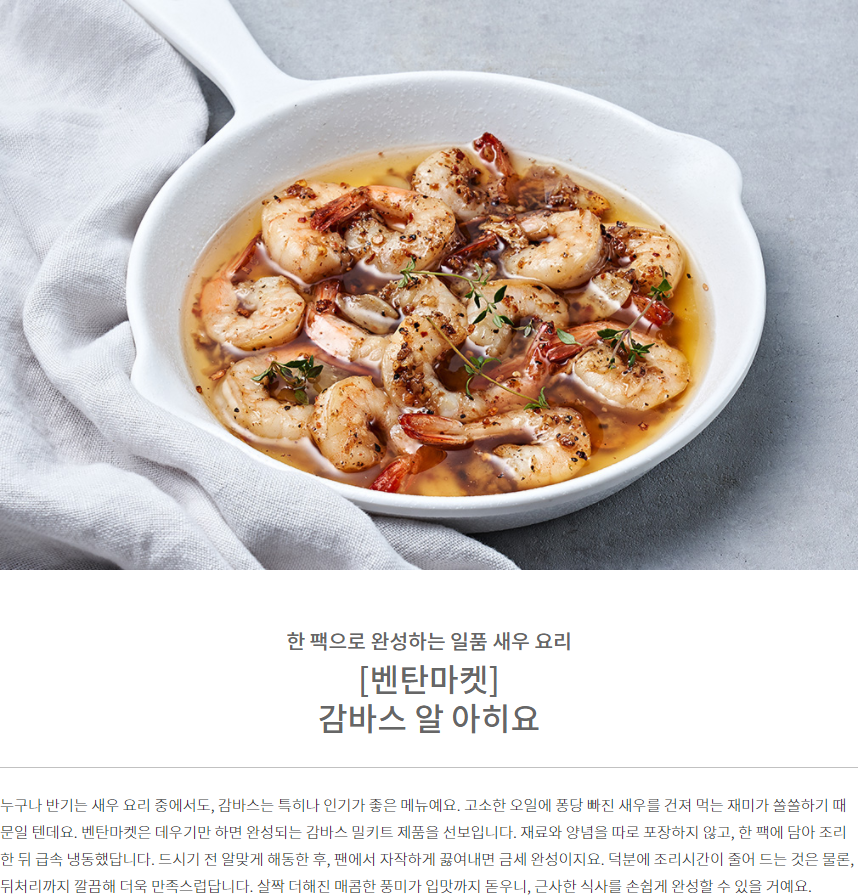 한 팩으로 완성하는 일품 새우 요리
[벤탄마켓]
감바스 알 아히요
누구나 반기는 새우 요리 중에서도, 감바스는 특히나 인기가 좋은 메뉴예요. 고소한 오일에 퐁당 빠진 새우를 건져 먹는 재미가 쏠쏠하기 때
문일 텐데요. 벤탄마켓은 데우기만 하면 완성되는 감바스 밀키트 제품을 선보입니다. 재료와 양념을 따로 포장하지 않고, 한 팩에 담아 조리
한 뒤 급속 냉동했답니다. 드시기 전 알맞게 해동한 후, 팬에서 자작하게 끓여내면 금세 완성이지요. 덕분에 조리시간이 줄어 드는 것은 물론,
뒤처리까지 깔끔해 더욱 만족스럽답니다. 살짝 더해진 매콤한 풍미가 입맛까지 돋우니, 근사한 식사를 손쉽게 완성할 수 있을 거예요.